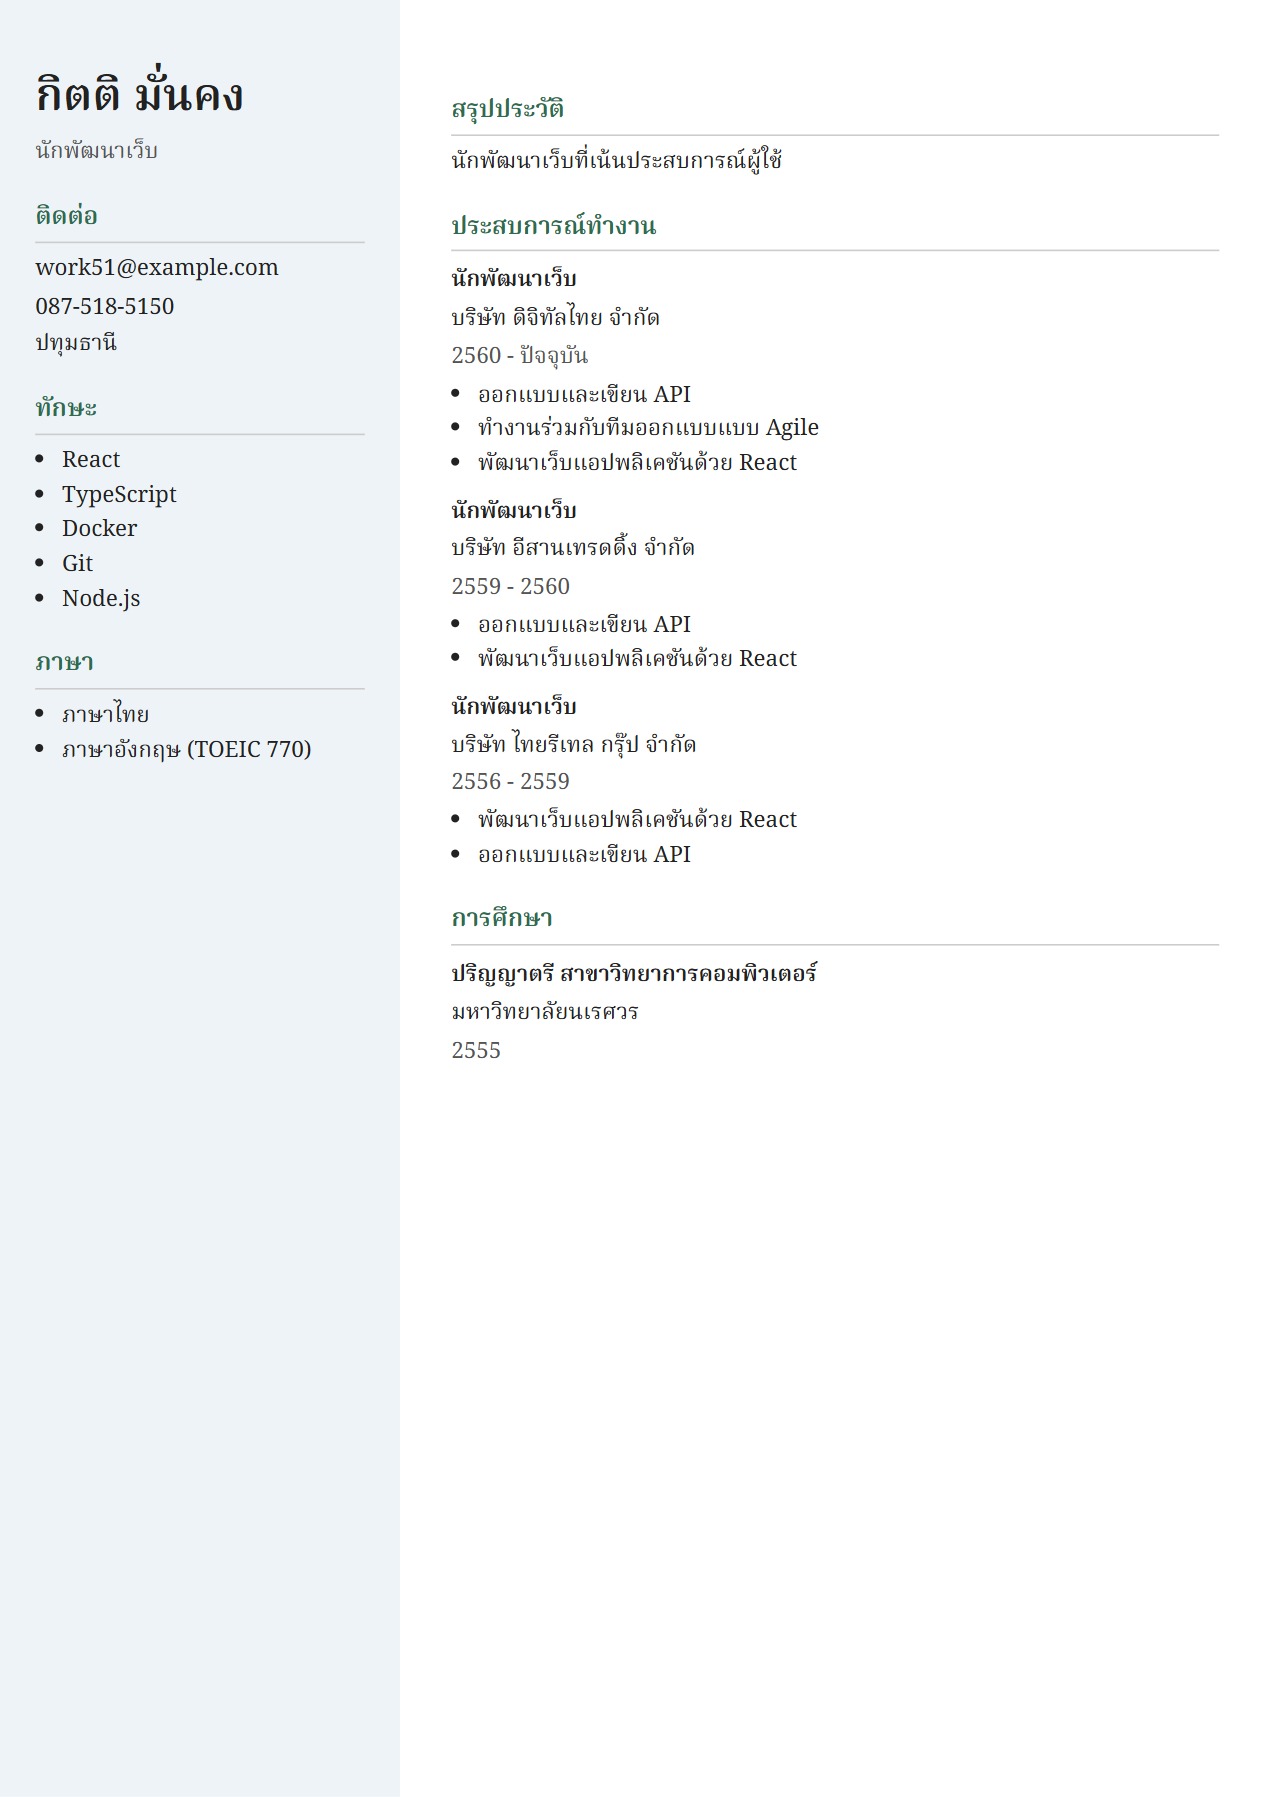 กิตติ มั่นคง
นักพัฒนาเว็บ
ติดต่อ
work51@example.com
087-518-5150
ปทุมธานี
ทักษะ
• React
• TypeScript
• Docker
• Git
• Node.js
ภาษา
• ภาษาไทย
• ภาษาอังกฤษ (TOEIC 770)
สรุปประวัติ
นักพัฒนาเว็บที่เน้นประสบการณ์ผู้ใช้
ประสบการณ์ทำงาน
นักพัฒนาเว็บ
บริษัท ดิจิทัลไทย จำกัด
2560 - ปัจจุบัน
• ออกแบบและเขียน API
• ทำงานร่วมกับทีมออกแบบแบบ Agile
• พัฒนาเว็บแอปพลิเคชันด้วย React
นักพัฒนาเว็บ
บริษัท อีสานเทรดดิ้ง จำกัด
2559 - 2560
• ออกแบบและเขียน API
• พัฒนาเว็บแอปพลิเคชันด้วย React
นักพัฒนาเว็บ
บริษัท ไทยรีเทล กรุ๊ป จำกัด
2556 - 2559
• พัฒนาเว็บแอปพลิเคชันด้วย React
• ออกแบบและเขียน API
การศึกษา
ปริญญาตรี สาขาวิทยาการคอมพิวเตอร์
มหาวิทยาลัยนเรศวร
2555